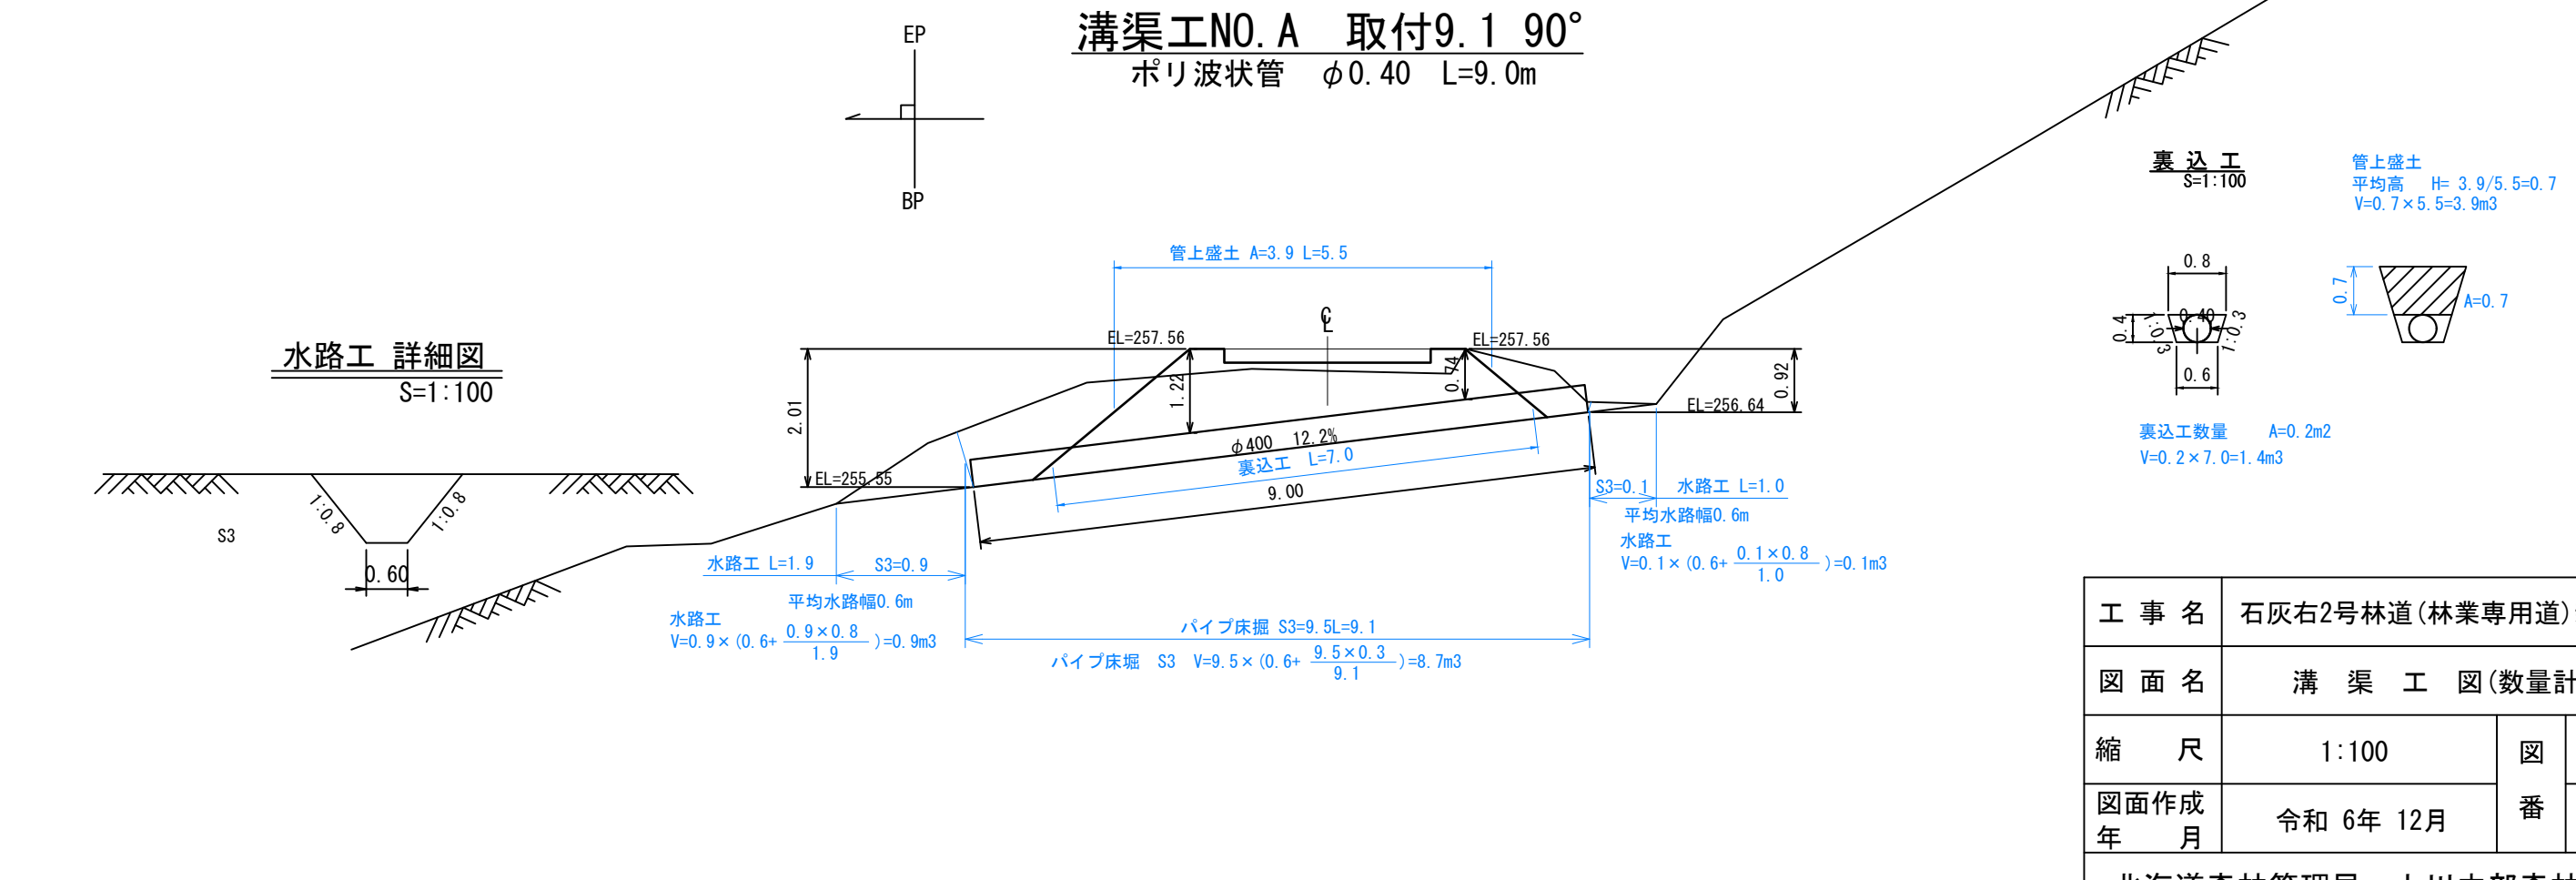 溝渠工NO.A　取付9.1 90°
ポリ波状管　φ0.40　L=9.0m
EP
BP
裏 込 工
S=1:100
管上盛土
平均高　H= 3.9/5.5=0.7
V=0.7×5.5=3.9m3
管上盛土 A=3.9 L=5.5
0.8
0.4
1:0.3
0.40
1:0.3
0.6
0.7
A=0.7
裏込工数量　A=0.2m2
V=0.2×7.0=1.4m3
水路工 詳細図
S=1:100
1:0.8
1:0.8
S3
0.60
EL=257.56
EL=257.56
2.01
1.22
0.74
0.92
EL=256.64
EL=255.55
φ400　12.2%
裏込工　L=7.0
9.00
S3=0.1
水路工 L=1.0
平均水路幅0.6m
水路工
V=0.1×(0.6+ 0.1×0.8 / 1.0 )=0.1m3
水路工 L=1.9
S3=0.9
平均水路幅0.6m
水路工
V=0.9×(0.6+ 0.9×0.8 / 1.9 )=0.9m3
パイプ床掘 S3=9.5L=9.1
パイプ床堀　S3　V=9.5×(0.6+ 9.5×0.3 / 9.1 )=8.7m3
工 事 名　石灰右2号林道(林業専用道)
図 面 名　溝　渠　工　図(数量計
縮　尺　1:100　図番
図面作成年　月　令和 6年 12月